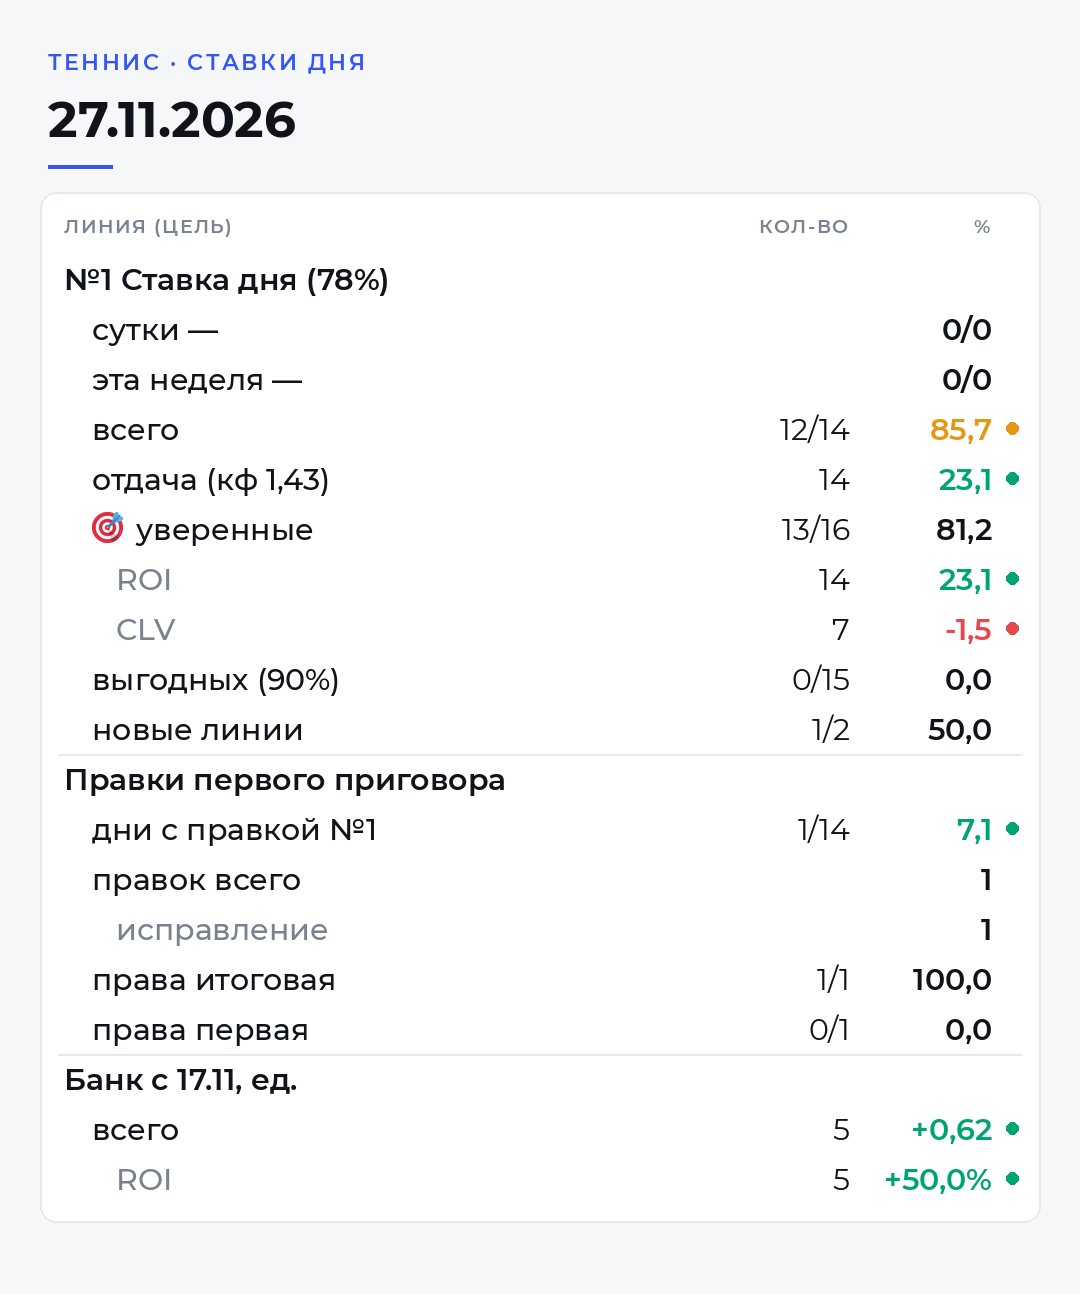 ТЕННИС · СТАВКИ ДНЯ
27.11.2026
ЛИНИЯ (ЦЕЛЬ) КОЛ-ВО %
№1 Ставка дня (78%)
сутки — 0/0
эта неделя — 0/0
всего 12/14 85,7
отдача (кф 1,43) 14 23,1
уверенные 13/16 81,2
ROI 14 23,1
CLV 7 -1,5
выгодных (90%) 0/15 0,0
новые линии 1/2 50,0
Правки первого приговора
дни с правкой №1 1/14 7,1
правок всего 1
исправление 1
права итоговая 1/1 100,0
права первая 0/1 0,0
Банк с 17.11, ед.
всего 5 +0,62
ROI 5 +50,0%